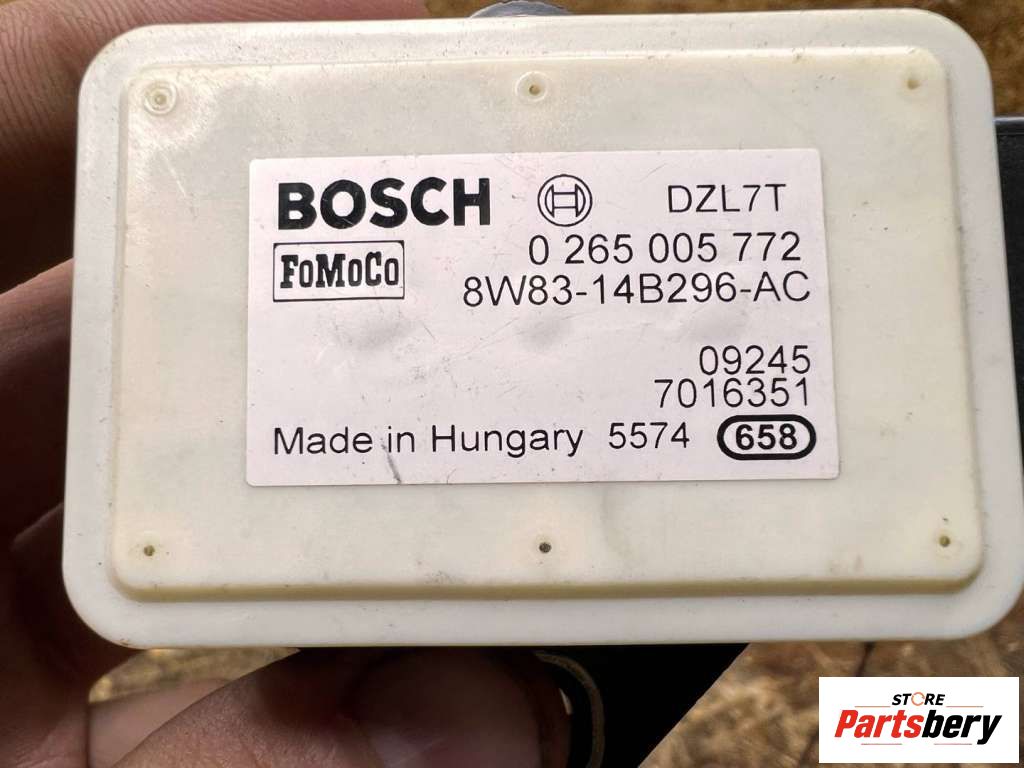 BOSCH DZL7T
0 265 005 772
FoMoCo
8W83-14B296-AC
09245
7016351
Made in Hungary 5574 658
STORE
Partsbery